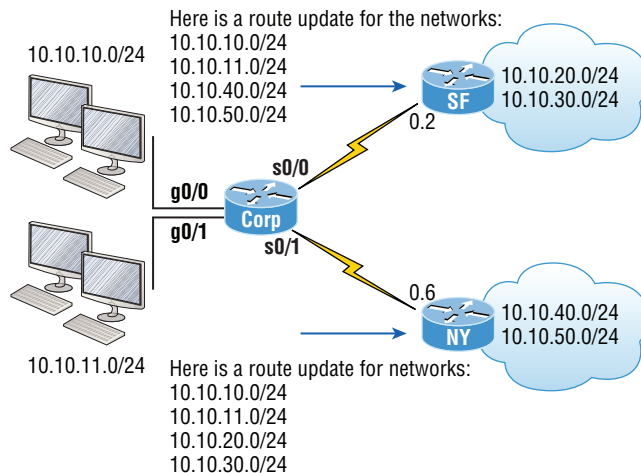 Here is a route update for the networks:
10.10.10.0/24
10.10.11.0/24
10.10.40.0/24
10.10.50.0/24
10.10.10.0/24
SF
10.10.20.0/24
10.10.30.0/24
0.2
s0/0
g0/0
Corp
g0/1
s0/1
0.6
NY
10.10.40.0/24
10.10.50.0/24
10.10.11.0/24
Here is a route update for networks:
10.10.10.0/24
10.10.11.0/24
10.10.20.0/24
10.10.30.0/24